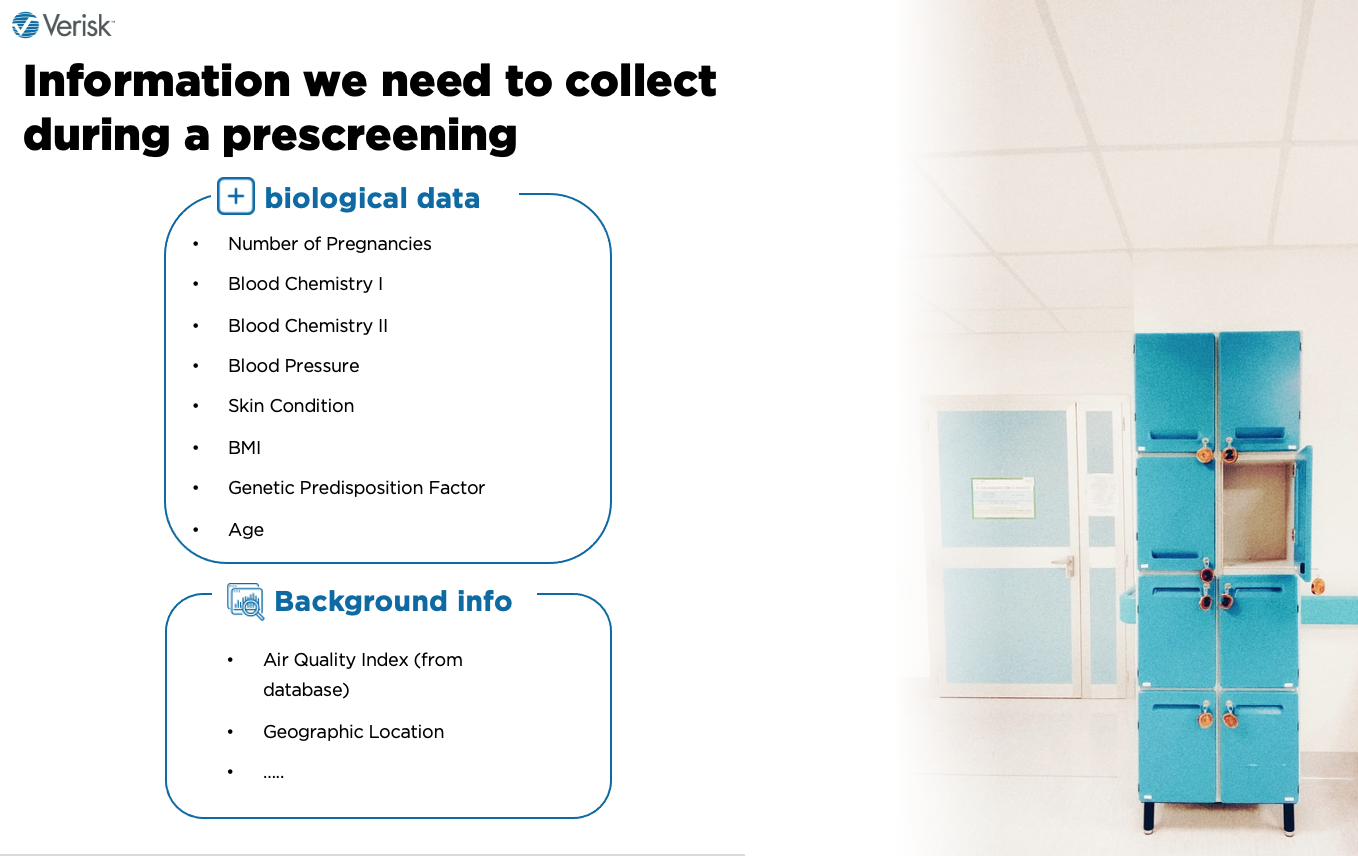 Verisk
Information we need to collect
during a prescreening
biological data
• Number of Pregnancies
• Blood Chemistry I
• Blood Chemistry II
• Blood Pressure
• Skin Condition
• BMI
• Genetic Predisposition Factor
• Age
Background info
• Air Quality Index (from
database)
• Geographic Location
• .....